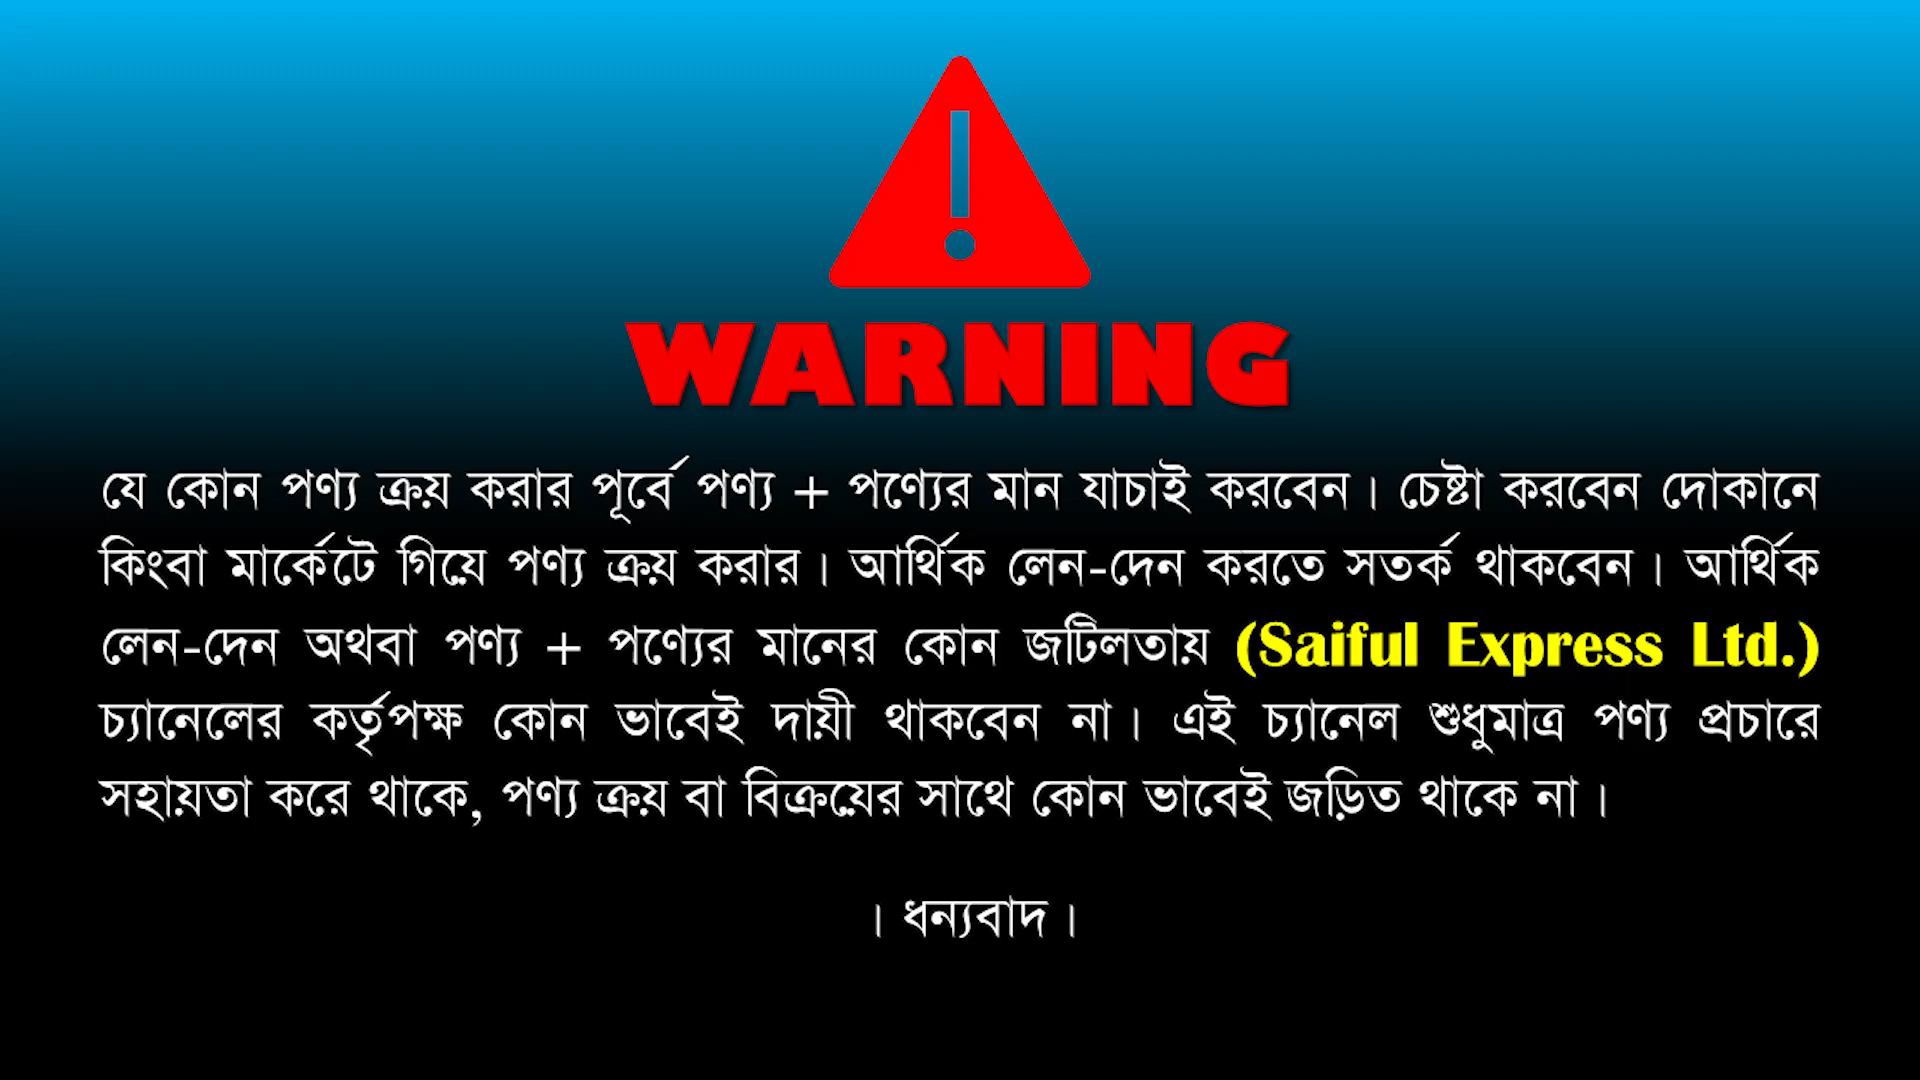 WARNING
যে কোন পণ্য ক্রয় করার পূর্বে পণ্য + পণ্যের মান যাচাই করবেন। চেষ্টা করবেন দোকানে
কিংবা মার্কেটে গিয়ে পণ্য ক্রয় করার। আর্থিক লেন-দেন করতে সতর্ক থাকবেন। আর্থিক
লেন-দেন অথবা পণ্য + পণ্যের মানের কোন জটিলতায় (Saiful Express Ltd.)
চ্যানেলের কর্তৃপক্ষ কোন ভাবেই দায়ী থাকবেন না। এই চ্যানেল শুধুমাত্র পণ্য প্রচারে
সহায়তা করে থাকে, পণ্য ক্রয় বা বিক্রয়ের সাথে কোন ভাবেই জড়িত থাকে না।
। ধন্যবাদ।